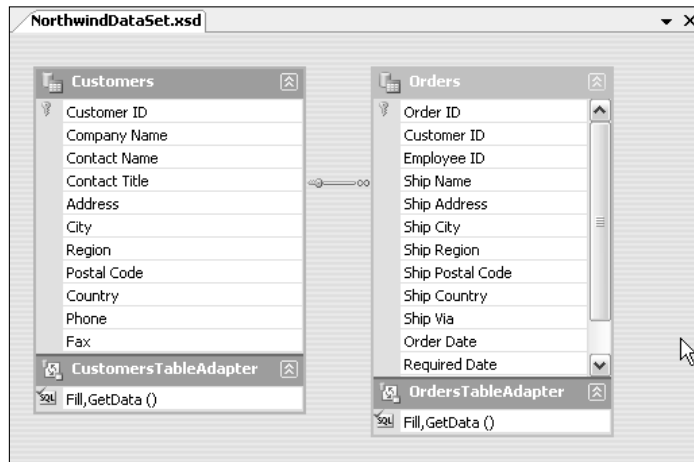 NorthwindDataSet.xsd
Customers
Customer ID
Company Name
Contact Name
Contact Title
Address
City
Region
Postal Code
Country
Phone
Fax
CustomersTableAdapter
SQL Fill,GetData ()
Orders
Order ID
Customer ID
Employee ID
Ship Name
Ship Address
Ship City
Ship Region
Ship Postal Code
Ship Country
Ship Via
Order Date
Required Date
OrdersTableAdapter
SQL Fill,GetData ()